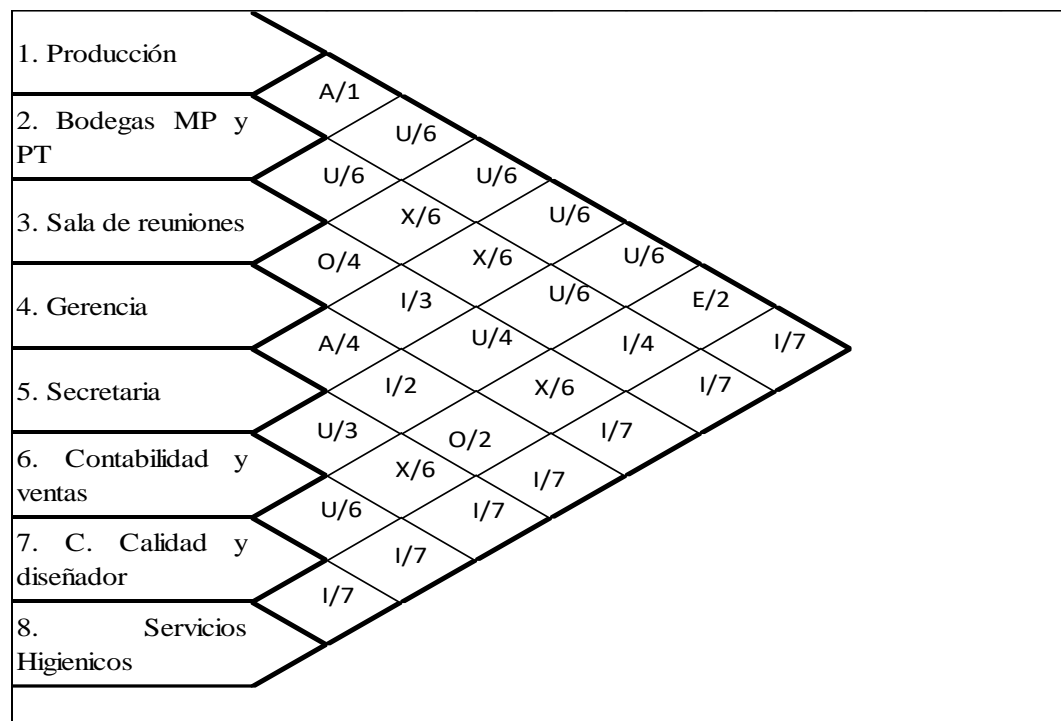 1. Producción
A/1
2. Bodegas MP y
PT
U/6
U/6
U/6
3. Sala de reuniones
X/6
U/6
O/4
X/6
U/6
4. Gerencia
I/3
U/6
E/2
A/4
U/4
I/4
I/7
5. Secretaria
I/2
X/6
I/7
U/3
O/2
I/7
6. Contabilidad y
ventas
X/6
I/7
U/6
I/7
7. C. Calidad y
diseñador
I/7
I/7
8. Servicios
Higienicos